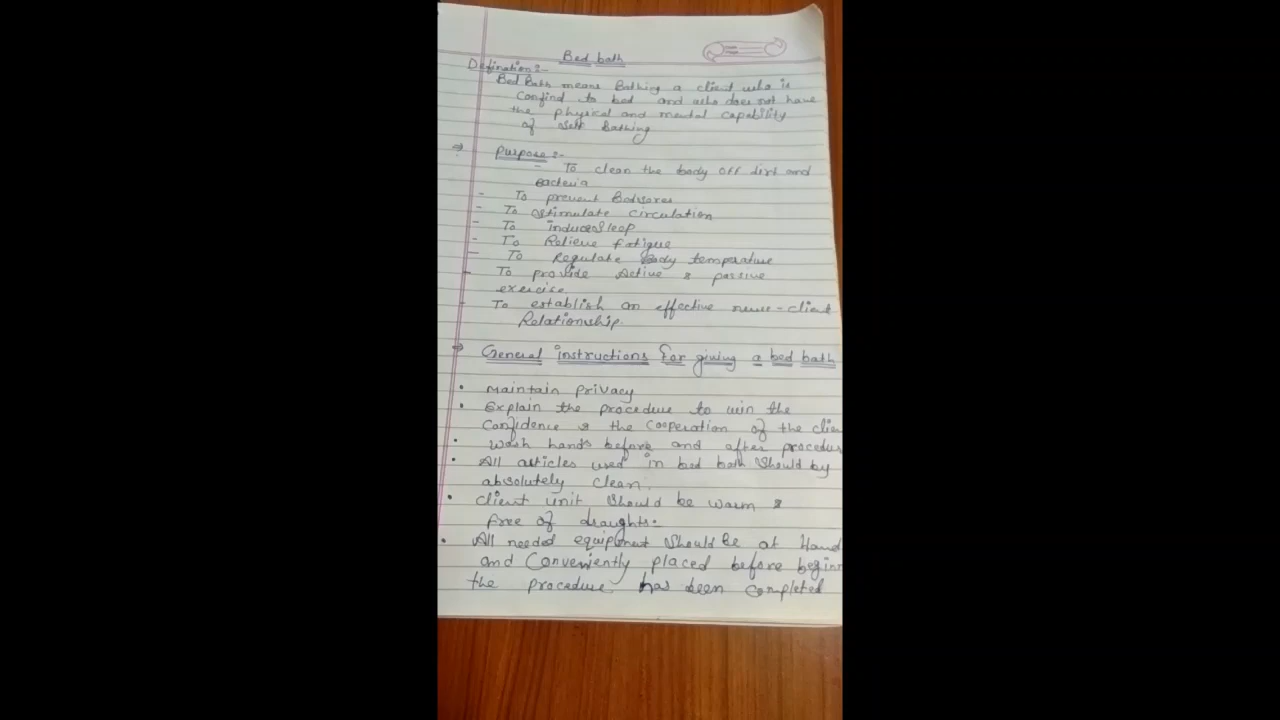 Bed bath
Defination:-
Bed Bath means Bathing a client who is
confind to bed and who does not have
the physical and mental capability
of Self Bathing
⇒ Purpose:-
- To clean the body off dirt and
Bacteria
- To prevent Bedsores
- To stimulate circulation
- To induce sleep
- To Relieve fatigue
- To Regulate Body temperature
- To provide Active & passive
exercise.
- To establish an effective nurse-client
Relationship.
⇒ General instructions for giving a bed bath
• Maintain privacy
• Explain the procedure to win the
confidence & the cooperation of the clie
• Wash hands before and after procedur
• All articles used in bed bath should by
absolutely clean.
• Client unit should be warm &
free of draughts:-
• All needed equipment should be at Hand
and Conveniently placed before beginn
the procedure has been completed